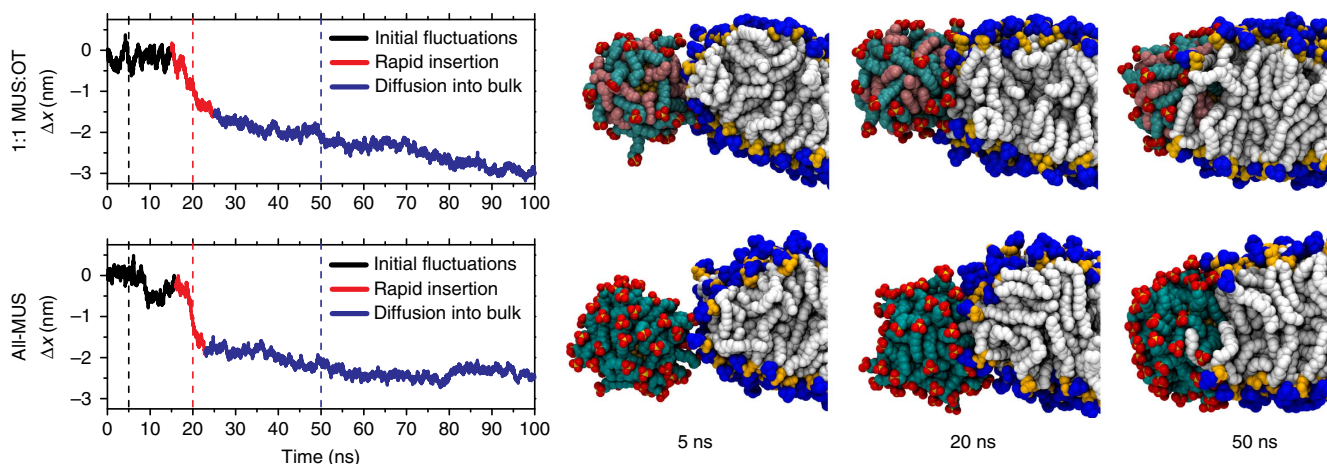 1:1 MUS:OT
Δx (nm)
0
−1
−2
−3
Initial fluctuations
Rapid insertion
Diffusion into bulk
0 10 20 30 40 50 60 70 80 90 100
All-MUS
Δx (nm)
0
−1
−2
−3
Initial fluctuations
Rapid insertion
Diffusion into bulk
0 10 20 30 40 50 60 70 80 90 100
Time (ns)
5 ns 20 ns 50 ns